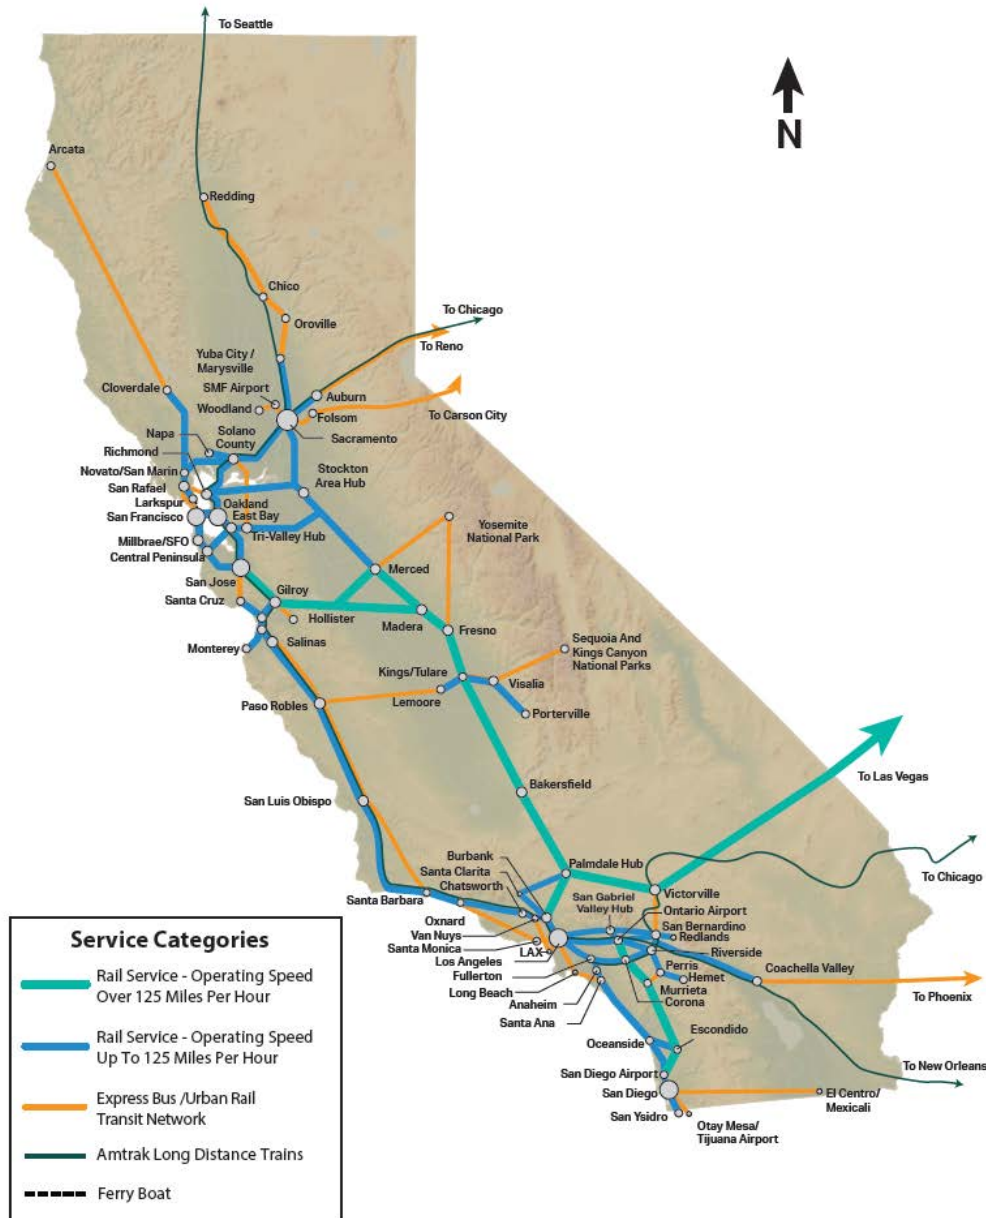 To Seattle
N
Arcata
Redding
Chico
Oroville
To Chicago
To Reno
Yuba City /
Marysville
SMF Airport
Woodland
Auburn
Folsom
To Carson City
Cloverdale
Napa
Solano
County
Sacramento
Richmond
Novato/San Marin
San Rafael
Larkspur
San Francisco
Stockton
Area Hub
Oakland
East Bay
Tri-Valley Hub
Millbrae/SFO
Central Peninsula
Yosemite
National Park
San Jose
Santa Cruz
Gilroy
Merced
Hollister
Madera
Fresno
Monterey
Salinas
Sequoia And
Kings Canyon
National Parks
Kings/Tulare
Visalia
Lemoore
Porterville
Paso Robles
San Luis Obispo
Bakersfield
To Las Vegas
Burbank
Santa Clarita
Chatsworth
Palmdale Hub
Victorville
To Chicago
Santa Barbara
Oxnard
Van Nuys
Santa Monica
LAX
Los Angeles
Fullerton
Long Beach
Anaheim
Santa Ana
San Gabriel
Valley Hub
Ontario Airport
San Bernardino
Redlands
Riverside
Perris
Hemet
Murrieta
Corona
Coachella Valley
To Phoenix
Oceanside
Escondido
San Diego Airport
San Diego
San Ysidro
Otay Mesa/
Tijuana Airport
El Centro/
Mexicali
To New Orleans
Service Categories
Rail Service - Operating Speed
Over 125 Miles Per Hour
Rail Service - Operating Speed
Up To 125 Miles Per Hour
Express Bus /Urban Rail
Transit Network
Amtrak Long Distance Trains
Ferry Boat